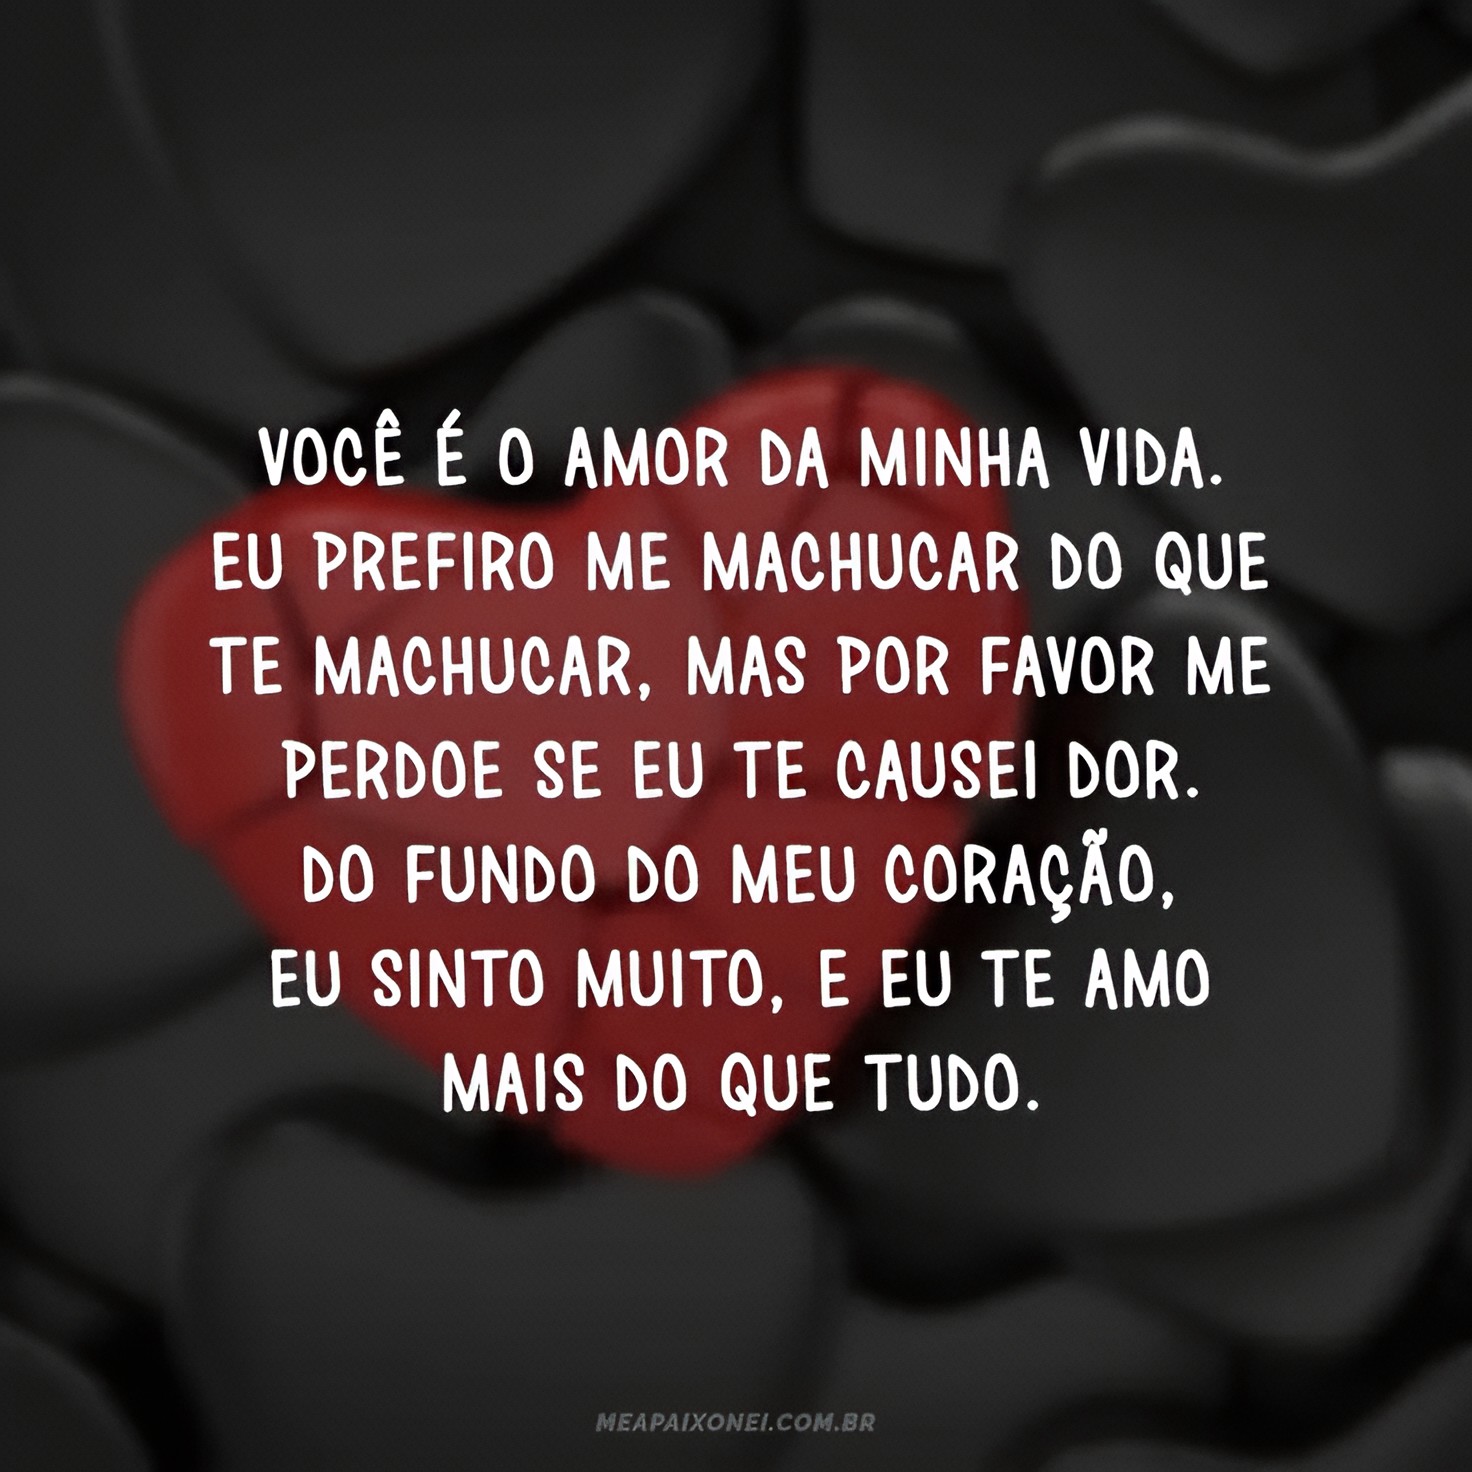 VOCÊ É O AMOR DA MINHA VIDA.
EU PREFIRO ME MACHUCAR DO QUE
TE MACHUCAR, MAS POR FAVOR ME
PERDOE SE EU TE CAUSEI DOR.
DO FUNDO DO MEU CORAÇÃO,
EU SINTO MUITO, E EU TE AMO
MAIS DO QUE TUDO.
MEAPAIXONEI.COM.BR